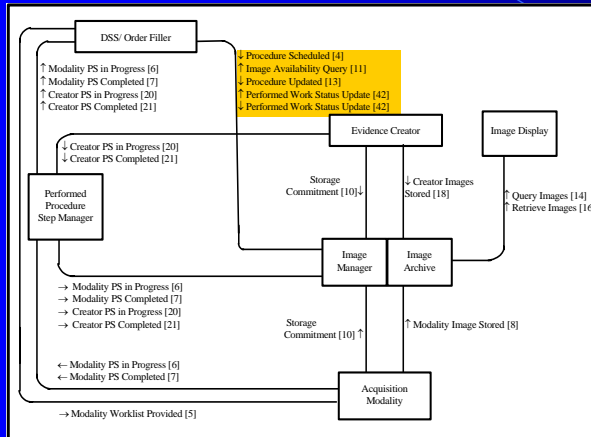 DSS/ Order Filler
↑ Modality PS in Progress [6]
↑ Modality PS Completed [7]
↑ Creator PS in Progress [20]
↑ Creator PS Completed [21]
↓ Procedure Scheduled [4]
↑ Image Availability Query [11]
↓ Procedure Updated [13]
↑ Performed Work Status Update [42]
↓ Performed Work Status Update [42]
Evidence Creator
Image Display
↓ Creator PS in Progress [20]
↓ Creator PS Completed [21]
Storage
Commitment [10]↓
↓ Creator Images
Stored [18]
↑ Query Images [14]
↑ Retrieve Images [16
Performed
Procedure
Step Manager
Image
Manager
Image
Archive
→ Modality PS in Progress [6]
→ Modality PS Completed [7]
→ Creator PS in Progress [20]
→ Creator PS Completed [21]
Storage
Commitment [10] ↑
↑ Modality Image Stored [8]
← Modality PS in Progress [6]
← Modality PS Completed [7]
Acquisition
Modality
→ Modality Worklist Provided [5]